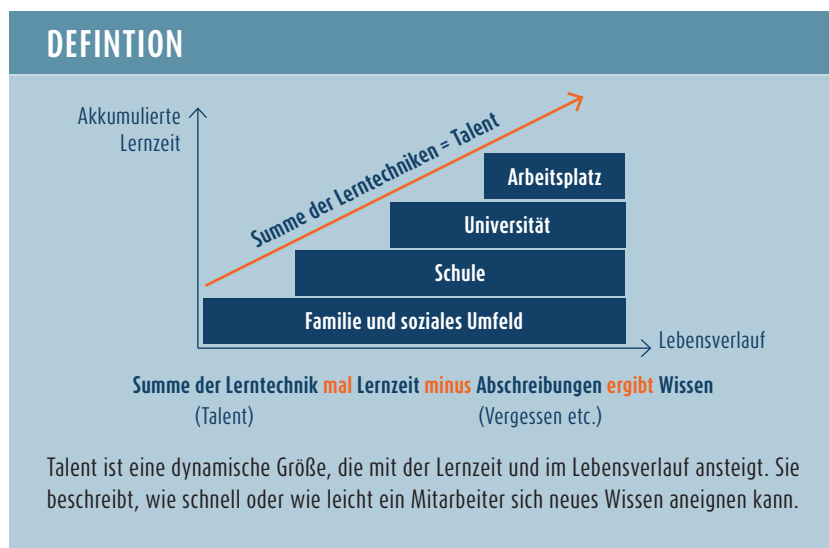 DEFINTION
Akkumulierte
Lernzeit
Summe der Lerntechniken = Talent
Arbeitsplatz
Universität
Schule
Familie und soziales Umfeld
Lebensverlauf
Summe der Lerntechnik mal Lernzeit minus Abschreibungen ergibt Wissen
(Talent) (Vergessen etc.)
Talent ist eine dynamische Größe, die mit der Lernzeit und im Lebensverlauf ansteigt. Sie
beschreibt, wie schnell oder wie leicht ein Mitarbeiter sich neues Wissen aneignen kann.